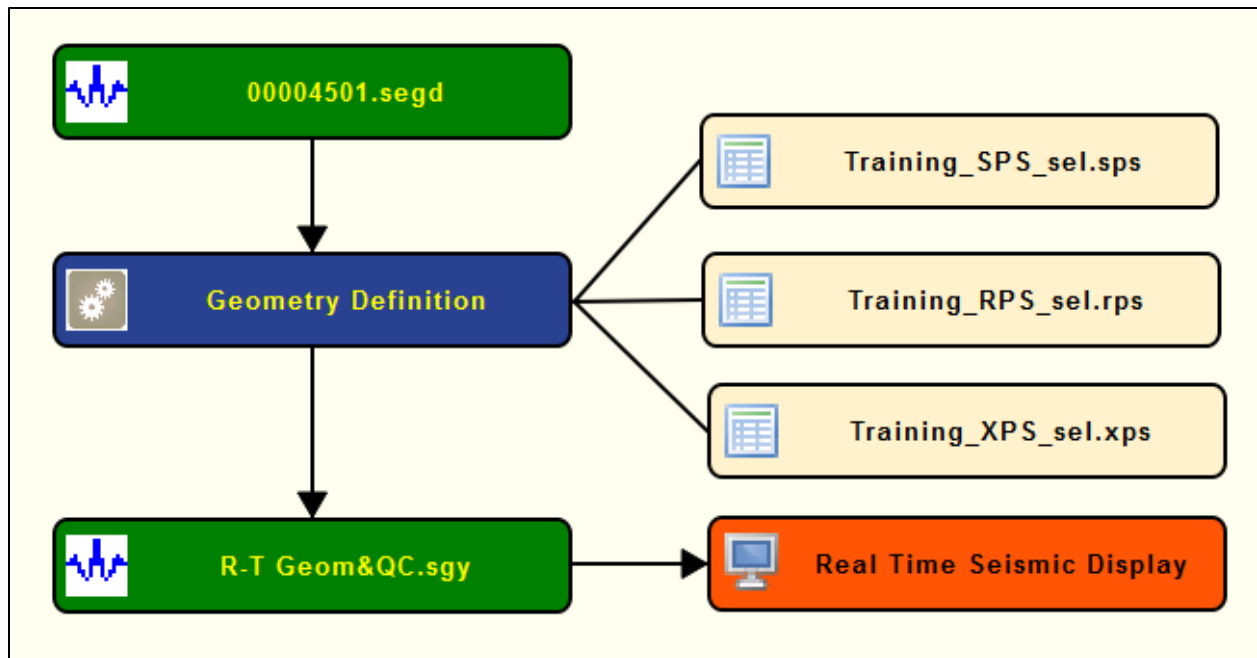 00004501.segd
Training_SPS_sel.sps
Geometry Definition
Training_RPS_sel.rps
Training_XPS_sel.xps
R-T Geom&QC.sgy
Real Time Seismic Display